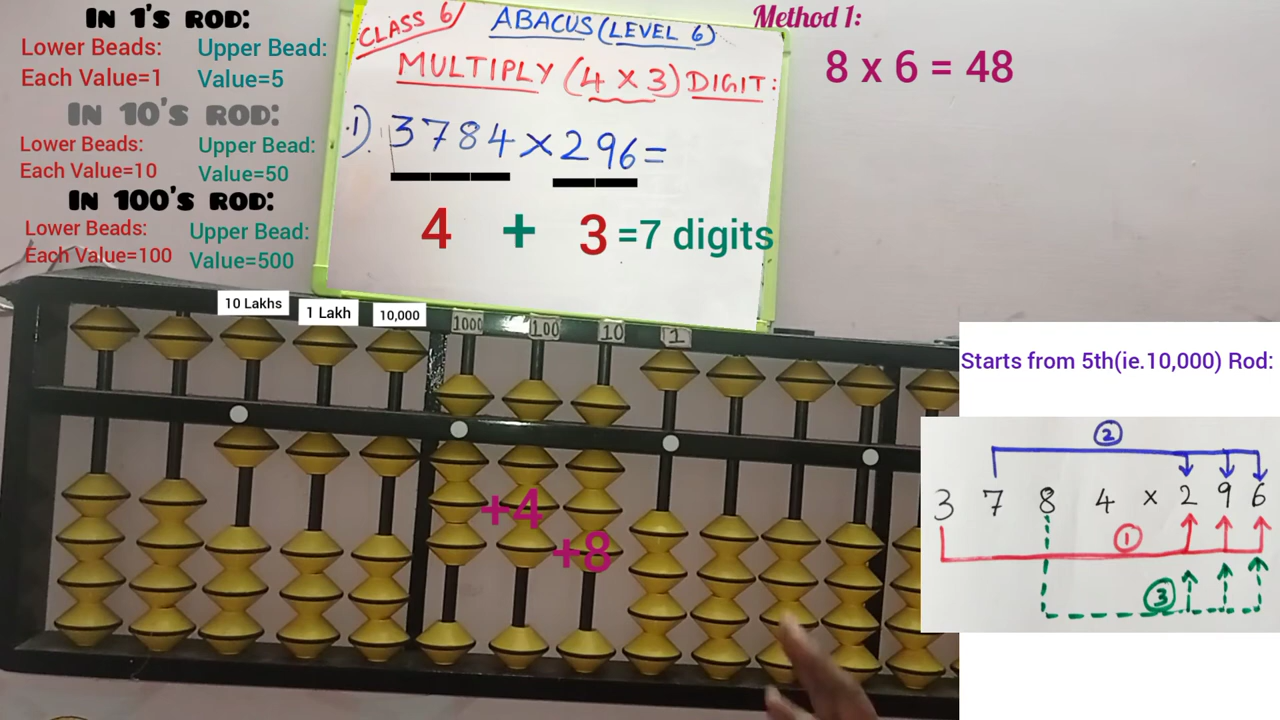 In 1's rod:
Lower Beads: Upper Bead:
Each Value=1 Value=5
In 10's rod:
Lower Beads: Upper Bead:
Each Value=10 Value=50
In 100's rod:
Lower Beads: Upper Bead:
Each Value=100 Value=500
CLASS 6/ ABACUS (LEVEL 6)
MULTIPLY (4 X 3) DIGIT:
1). 3784 × 296 =
4 + 3 =7 digits
Method 1:
8 x 6 = 48
10 Lakhs 1 Lakh 10,000 1000 100 10 1
+4
+8
Starts from 5th(ie.10,000) Rod:
2
3 7 8 4 × 2 9 6
1
3